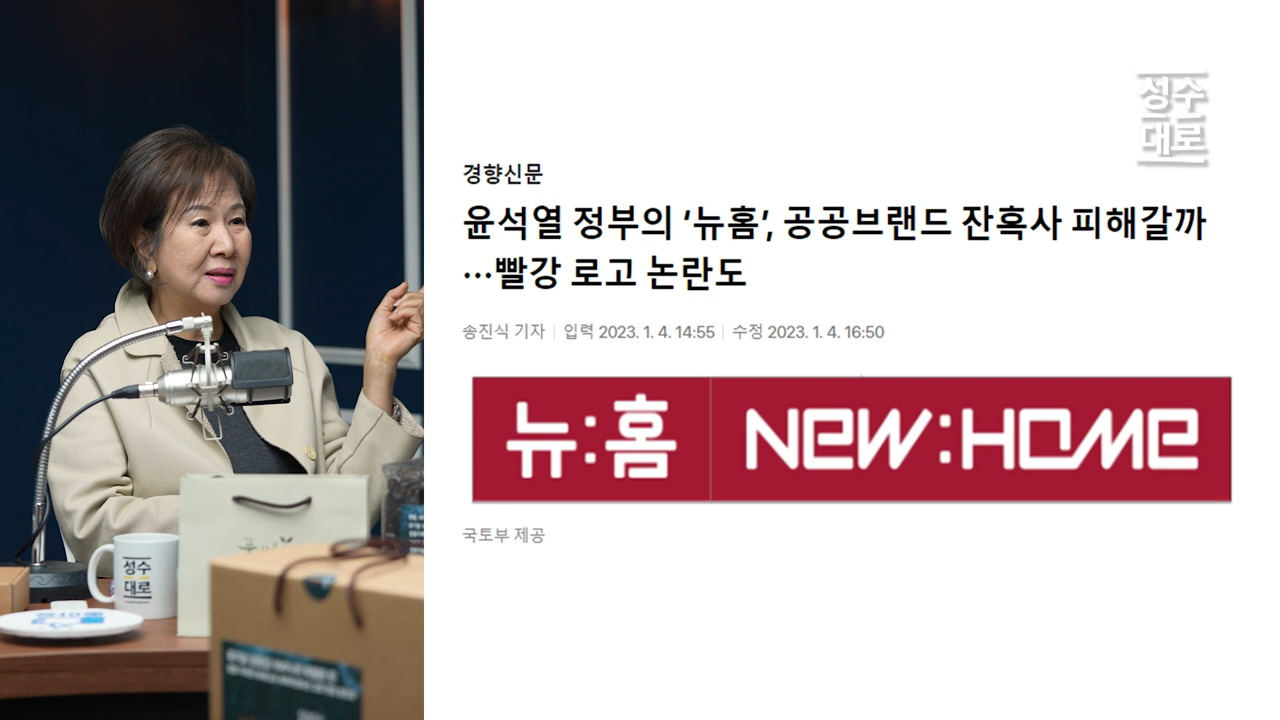 성수
대로
경향신문
윤석열 정부의 ‘뉴홈’, 공공브랜드 잔혹사 피해갈까
…빨강 로고 논란도
송진식 기자 | 입력 2023. 1. 4. 14:55 | 수정 2023. 1. 4. 16:50
뉴:홈 NEW:HOME
국토부 제공
성수
대로